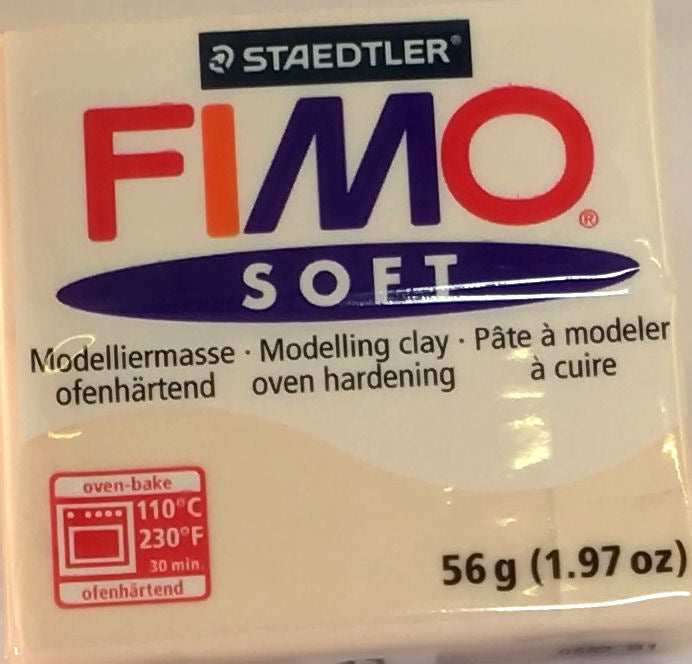 STAEDTLER®
FIMO®
SOFT
Modelliermasse · Modelling clay · Pâte à modeler
ofenhärtend oven hardening à cuire
oven-bake
110°C
230°F
30 min.
ofenhärtend
56 g (1.97 oz)